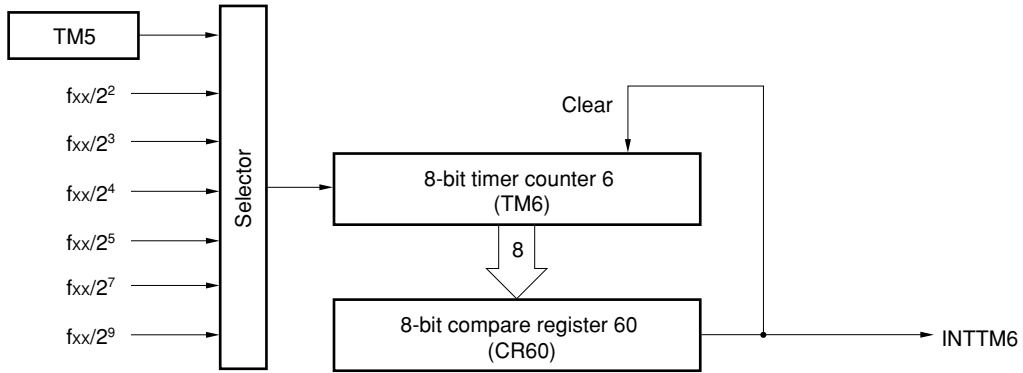 TM5
fxx/2²
fxx/2³
fxx/2⁴
fxx/2⁵
fxx/2⁷
fxx/2⁹
Selector
Clear
8-bit timer counter 6
(TM6)
8
8-bit compare register 60
(CR60)
INTTM6